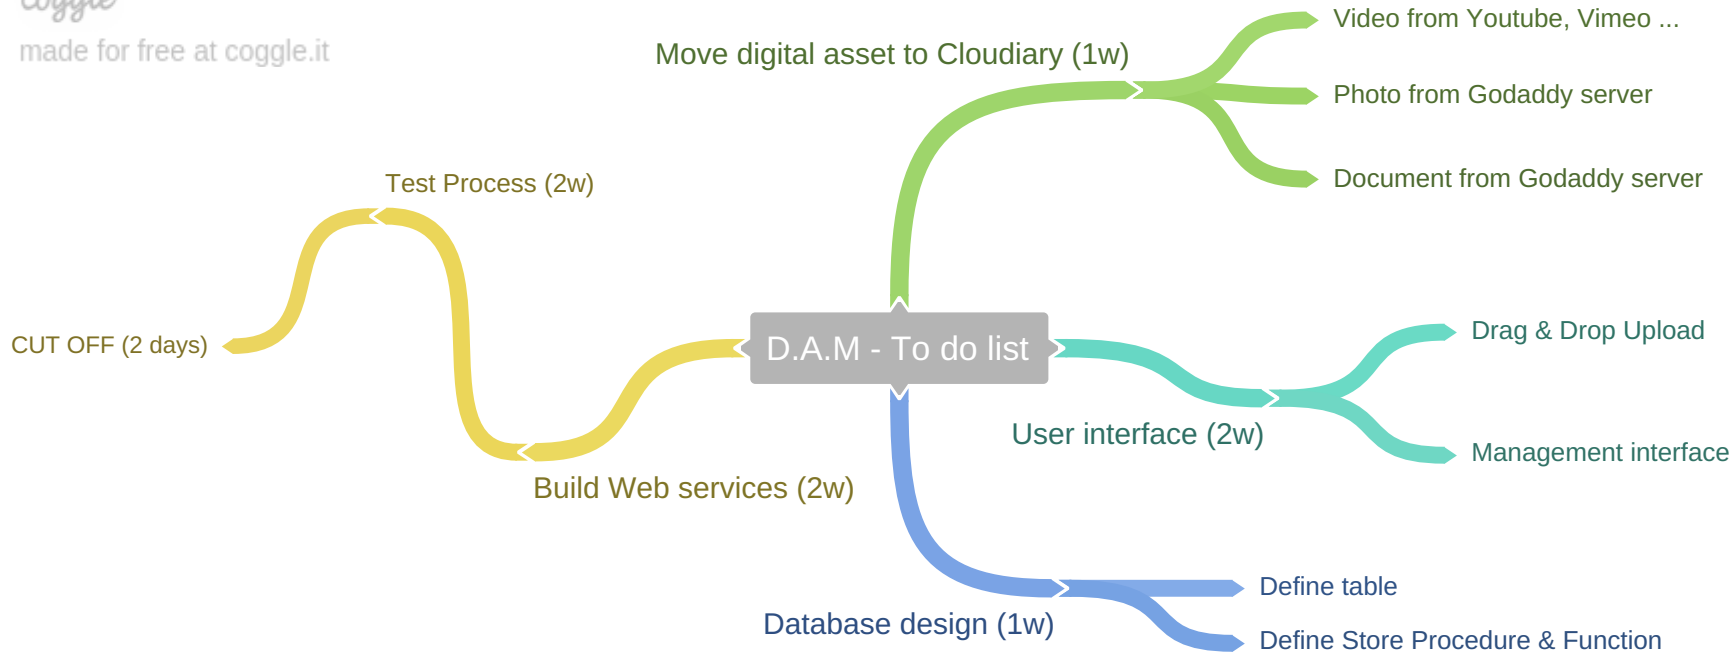 coggle
made for free at coggle.it
Move digital asset to Cloudiary (1w)
Video from Youtube, Vimeo ...
Photo from Godaddy server
Document from Godaddy server
Test Process (2w)
CUT OFF (2 days)
D.A.M - To do list
Drag & Drop Upload
User interface (2w)
Management interface
Build Web services (2w)
Define table
Database design (1w)
Define Store Procedure & Function